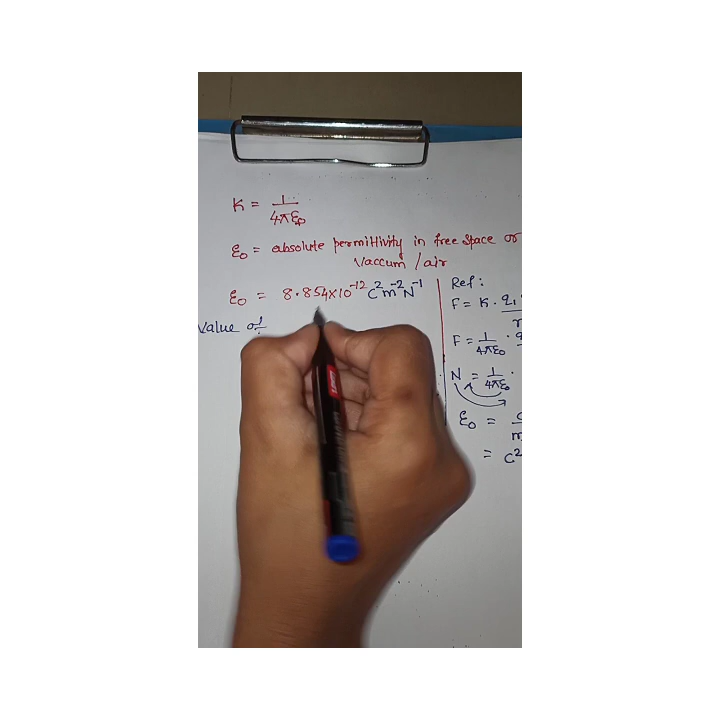 K = 1/4πε₀
ε₀ = absolute permittivity in free space or
Vaccum / air
ε₀ = 8.854×10⁻¹² C²m⁻²N⁻¹
Value of
Ref :
F = K . q₁
F = 1/4πε₀ .
N = 1/4πε₀ .
ε₀ = C
m
= C²